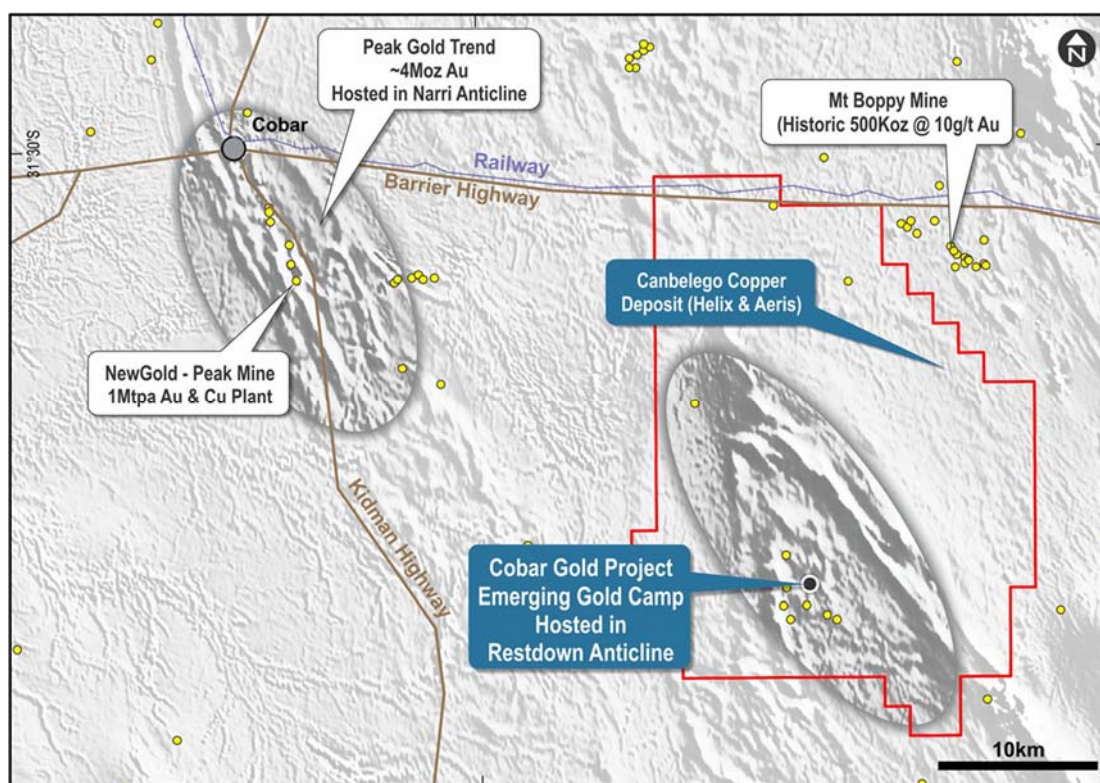 Peak Gold Trend
~4Moz Au
Hosted in Narri Anticline
N
Mt Boppy Mine
(Historic 500Koz @ 10g/t Au
31°30'S
Cobar
Railway
Barrier Highway
Canbelego Copper
Deposit (Helix & Aeris)
NewGold - Peak Mine
1Mtpa Au & Cu Plant
Kidman Highway
Cobar Gold Project
Emerging Gold Camp
Hosted in
Restdown Anticline
10km